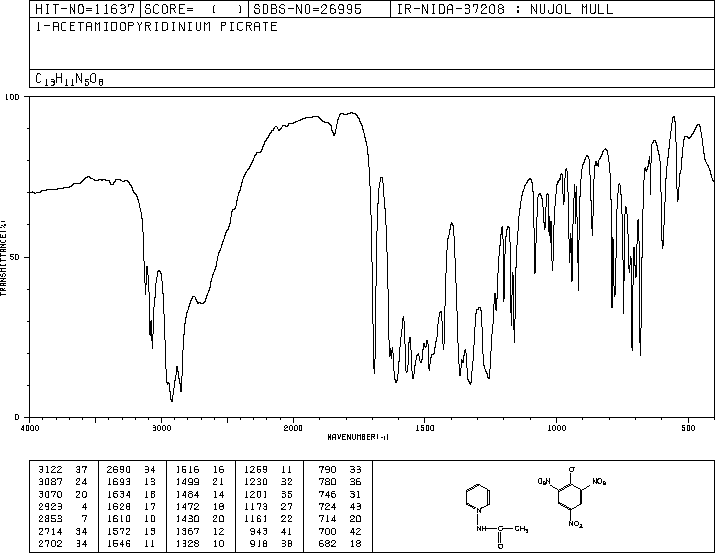 HIT-NO=11637 SCORE= ( ) SDBS-NO=26995 IR-NIDA-37208 : NUJOL MULL
1-ACETAMIDOPYRIDINIUM PICRATE
C13H11N5O8
100
50
0
TRANSMITTANCE(%)
4000 3000 2000 1500 1000 500
WAVENUMBER(-1)
3122 37 2690 34 1516 16 1269 11 790 33
3087 24 1693 13 1499 21 1230 32 780 36
3070 20 1634 18 1484 14 1201 35 746 31
2923 4 1628 17 1472 18 1173 27 724 43
2853 7 1610 10 1430 20 1161 22 714 20
2714 34 1572 13 1367 12 943 41 700 42
2702 34 1546 11 1328 10 918 38 682 18
O-
O2N NO2
NO2
N+
NH C CH3
O